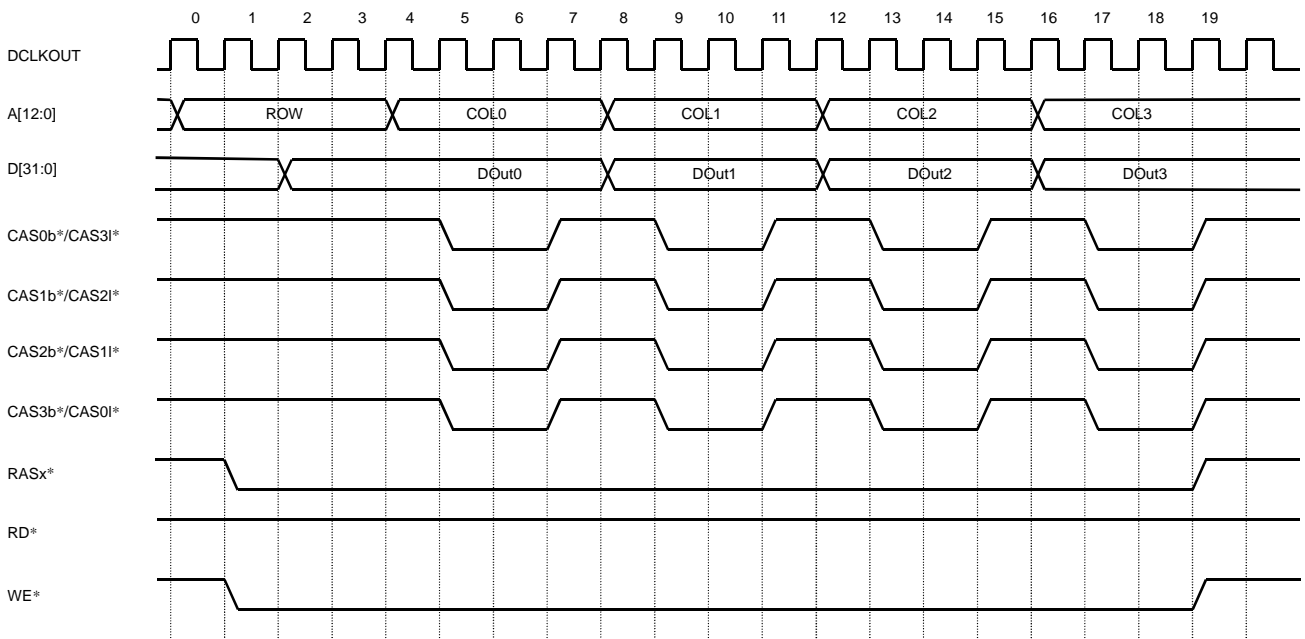 0 1 2 3 4 5 6 7 8 9 10 11 12 13 14 15 16 17 18 19
DCLKOUT
A[12:0] ROW COL0 COL1 COL2 COL3
D[31:0] DOut0 DOut1 DOut2 DOut3
CAS0b*/CAS3l*
CAS1b*/CAS2l*
CAS2b*/CAS1l*
CAS3b*/CAS0l*
RASx*
RD*
WE*